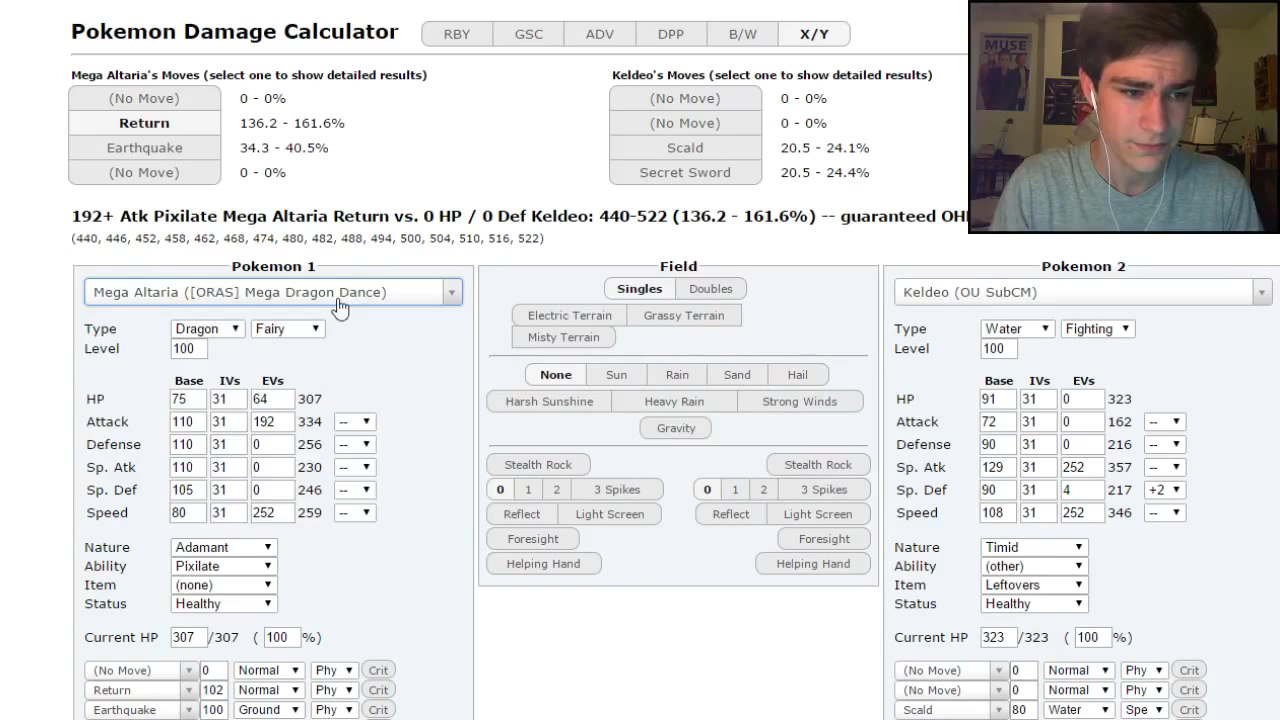 Pokemon Damage Calculator
RBY GSC ADV DPP B/W X/Y
MUSE
Mega Altaria's Moves (select one to show detailed results)
(No Move) 0 - 0%
Return 136.2 - 161.6%
Earthquake 34.3 - 40.5%
(No Move) 0 - 0%
Keldeo's Moves (select one to show detailed results)
(No Move) 0 - 0%
(No Move) 0 - 0%
Scald 20.5 - 24.1%
Secret Sword 20.5 - 24.4%
192+ Atk Pixilate Mega Altaria Return vs. 0 HP / 0 Def Keldeo: 440-522 (136.2 - 161.6%) -- guaranteed OH
(440, 446, 452, 458, 462, 468, 474, 480, 482, 488, 494, 500, 504, 510, 516, 522)
Pokemon 1
Mega Altaria ([ORAS] Mega Dragon Dance)
Type Dragon Fairy
Level 100
Base IVs EVs
HP 75 31 64 307
Attack 110 31 192 334 --
Defense 110 31 0 256 --
Sp. Atk 110 31 0 230 --
Sp. Def 105 31 0 246 --
Speed 80 31 252 259 --
Nature Adamant
Ability Pixilate
Item (none)
Status Healthy
Current HP 307 /307 ( 100 %)
(No Move) 0 Normal Phy Crit
Return 102 Normal Phy Crit
Earthquake 100 Ground Phy Crit
Field
Singles Doubles
Electric Terrain Grassy Terrain
Misty Terrain
None Sun Rain Sand Hail
Harsh Sunshine Heavy Rain Strong Winds
Gravity
Stealth Rock Stealth Rock
0 1 2 3 Spikes 0 1 2 3 Spikes
Reflect Light Screen Reflect Light Screen
Foresight Foresight
Helping Hand Helping Hand
Pokemon 2
Keldeo (OU SubCM)
Type Water Fighting
Level 100
Base IVs EVs
HP 91 31 0 323
Attack 72 31 0 162 --
Defense 90 31 0 216 --
Sp. Atk 129 31 252 357 --
Sp. Def 90 31 4 217 +2
Speed 108 31 252 346 --
Nature Timid
Ability (other)
Item Leftovers
Status Healthy
Current HP 323 /323 ( 100 %)
(No Move) 0 Normal Phy Crit
(No Move) 0 Normal Phy Crit
Scald 80 Water Spe Crit